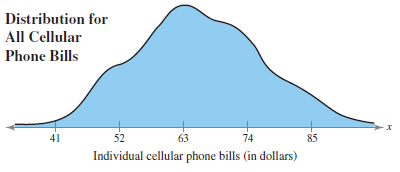 Distribution for
All Cellular
Phone Bills
x
41 52 63 74 85
Individual cellular phone bills (in dollars)